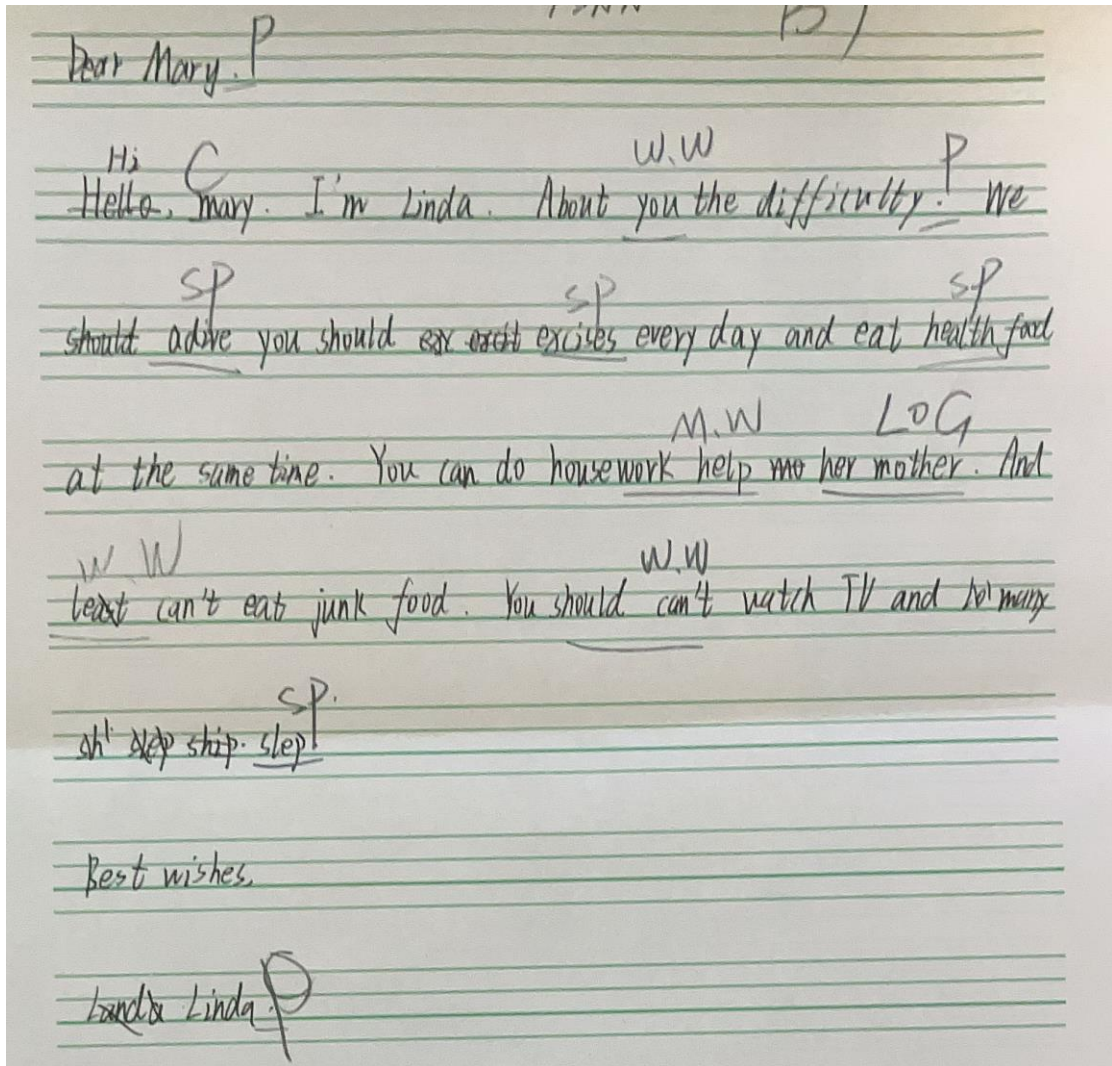 Dear Mary. P
Hi C W.W P
Hello, mary. I'm Linda. About you the difficulty. We
SP SP SP
should adive you should excises every day and eat health food
M.W LOG
at the same time. You can do housework help her mother. And
W.W W.W
least can't eat junk food. You should can't watch TV and many
SP.
ship. slep
Best wishes,
Linda. P